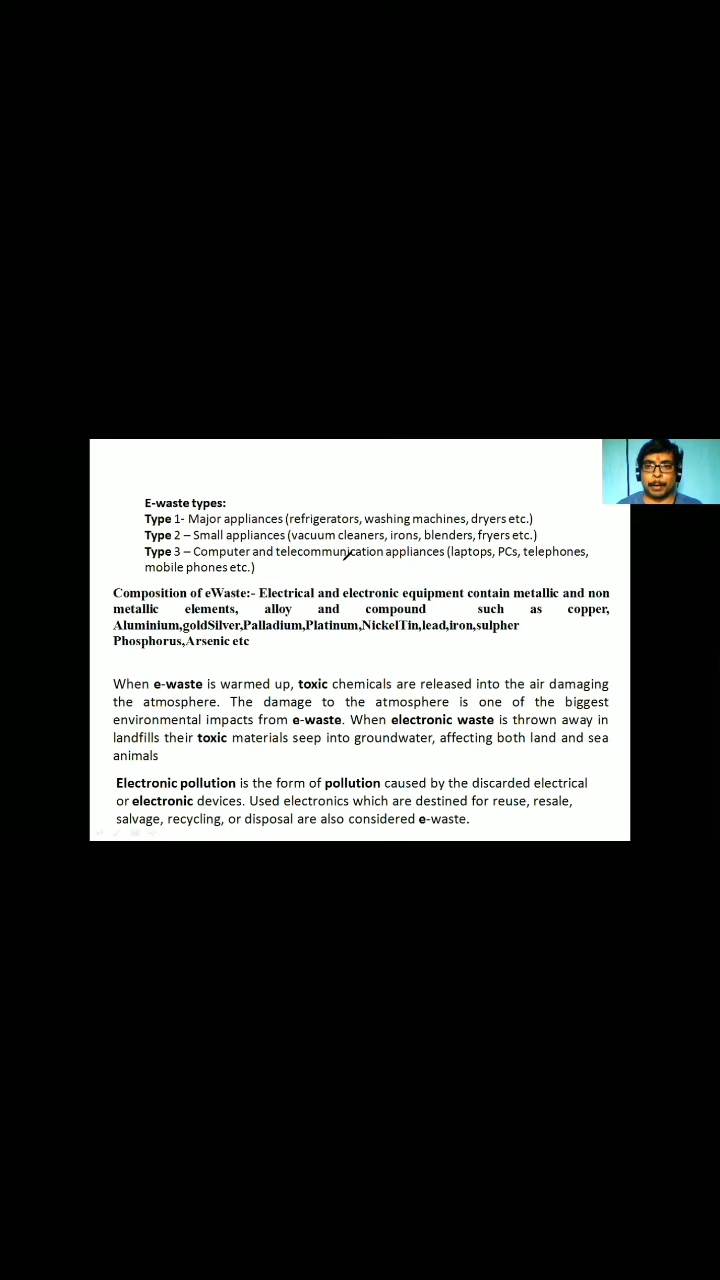 E-waste types:
Type 1- Major appliances (refrigerators, washing machines, dryers etc.)
Type 2 – Small appliances (vacuum cleaners, irons, blenders, fryers etc.)
Type 3 – Computer and telecommunication appliances (laptops, PCs, telephones,
mobile phones etc.)
Composition of eWaste:- Electrical and electronic equipment contain metallic and non
metallic elements, alloy and compound such as copper,
Aluminium,goldSilver,Palladium,Platinum,NickelTin,lead,iron,sulpher
Phosphorus,Arsenic etc
When e-waste is warmed up, toxic chemicals are released into the air damaging
the atmosphere. The damage to the atmosphere is one of the biggest
environmental impacts from e-waste. When electronic waste is thrown away in
landfills their toxic materials seep into groundwater, affecting both land and sea
animals
Electronic pollution is the form of pollution caused by the discarded electrical
or electronic devices. Used electronics which are destined for reuse, resale,
salvage, recycling, or disposal are also considered e-waste.